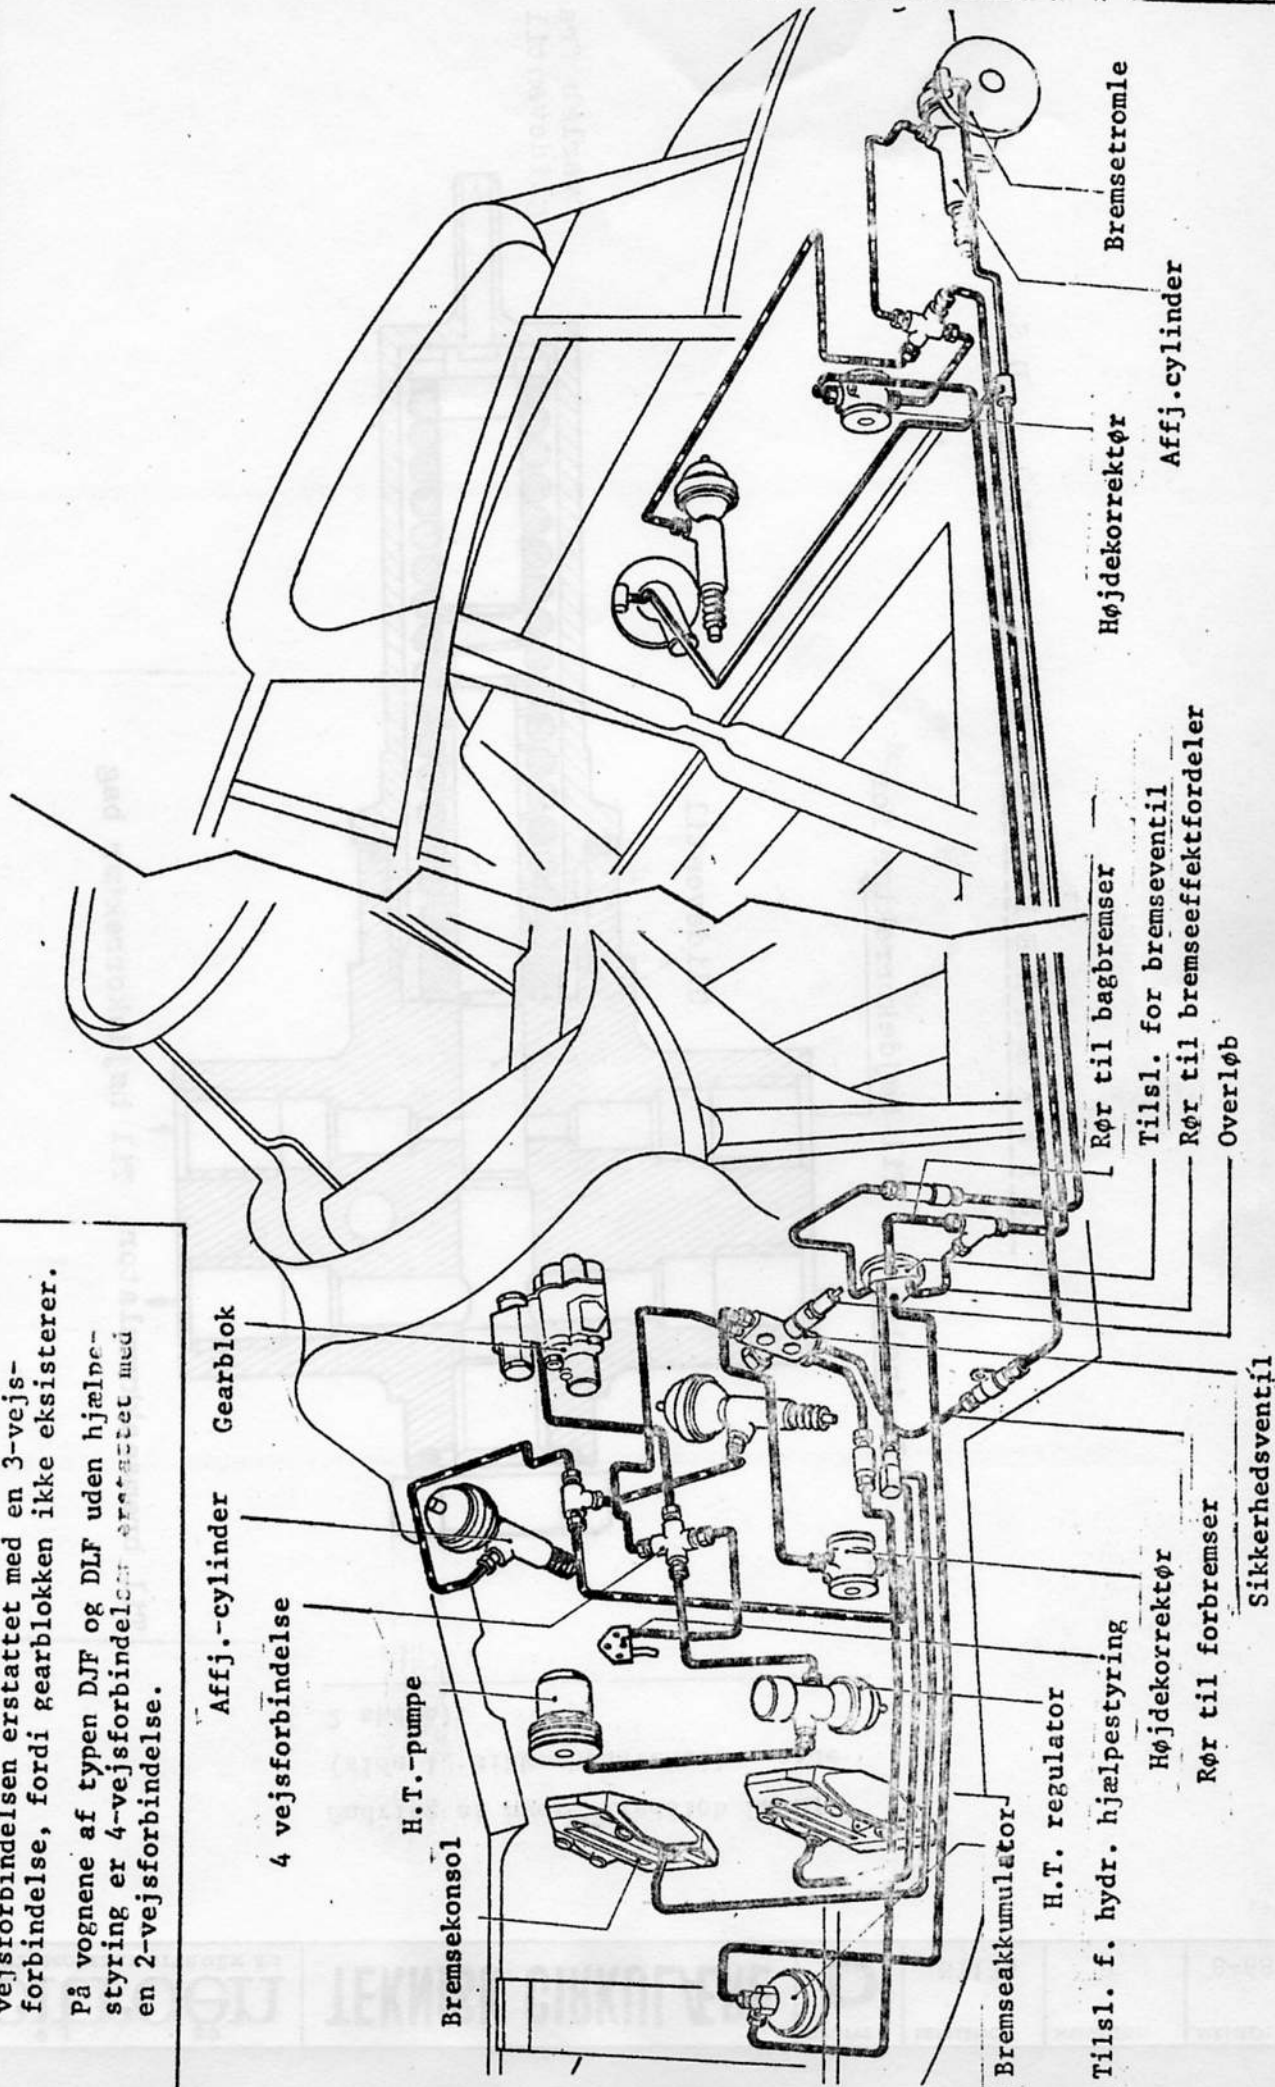 vejsforbindelsen erstattet med en 3-vejs-
forbindelse, fordi gearblokken ikke eksisterer.
På vognene af typen DJF og DLF uden hjælpe-
styring er 4-vejsforbindelsen erstattet med
en 2-vejsforbindelse.
Affj.-cylinder
Gearblok
4 vejsforbindelse
H.T.-pumpe
Bremsekonsol
Bremseakkumulator
H.T. regulator
Tilsl. f. hydr. hjælpestyring
Højdekorrektør
Rør til forbremser
Sikkerhedsventil
Rør til bagbremser
Tilsl. for bremseventil
Rør til bremseeffektfordeler
Overløb
Højdekorrektør
Affj.cylinder
Bremsetromle
TEKNISK CIRKULÆRE